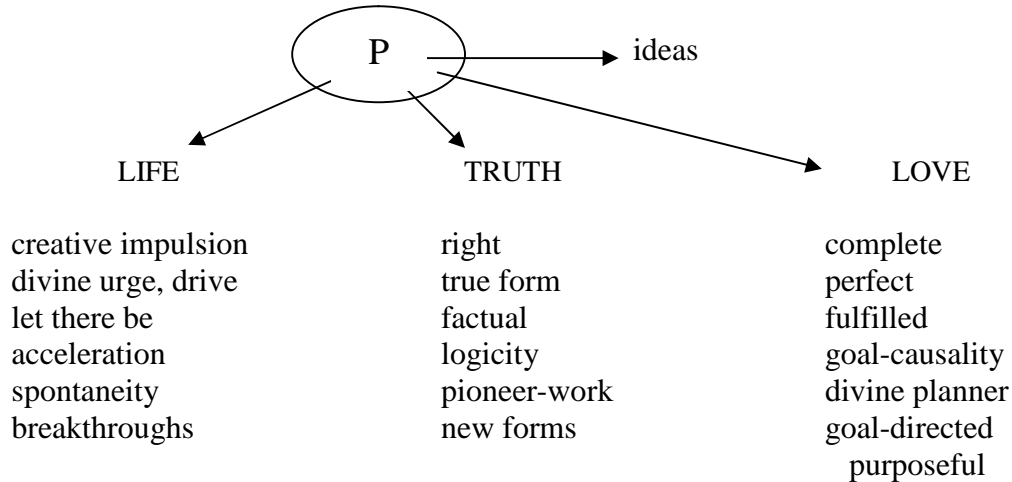 P
ideas
LIFE
TRUTH
LOVE
creative impulsion
divine urge, drive
let there be
acceleration
spontaneity
breakthroughs
right
true form
factual
logicity
pioneer-work
new forms
complete
perfect
fulfilled
goal-causality
divine planner
goal-directed
purposeful